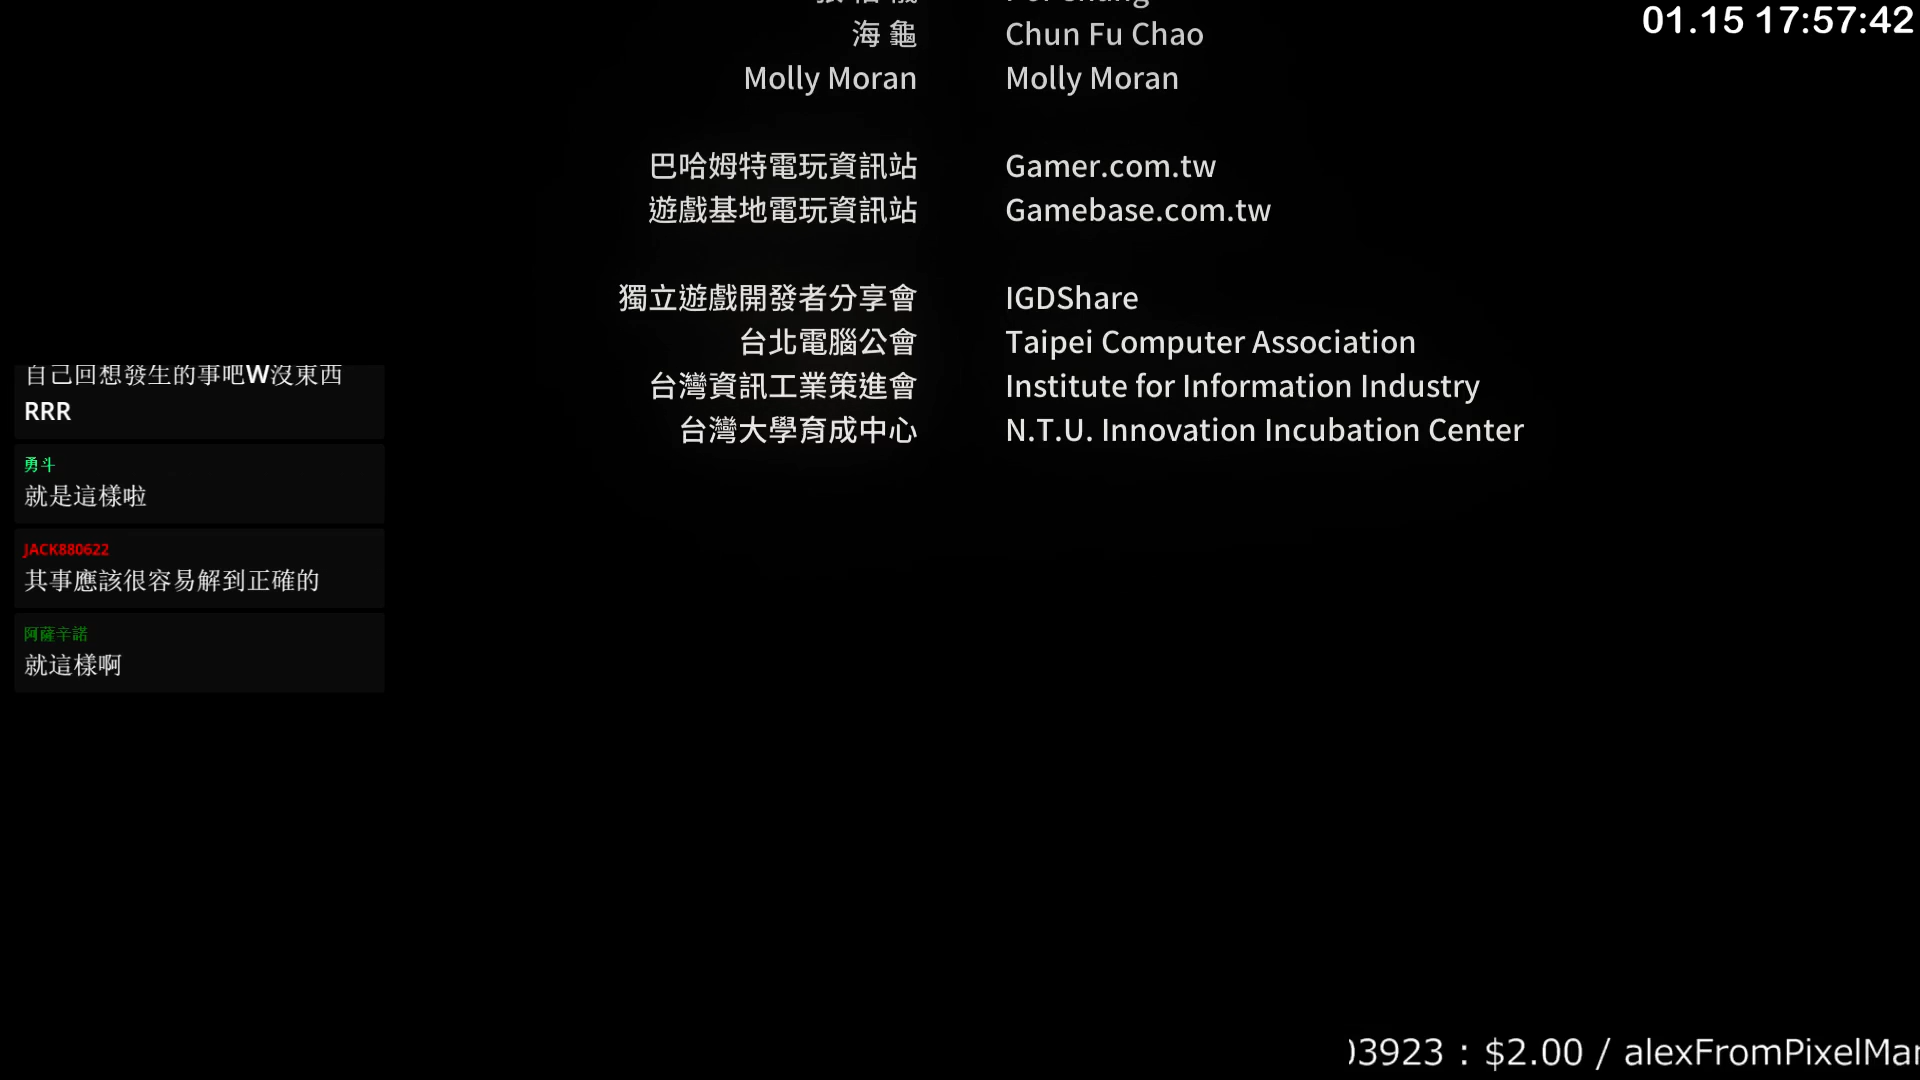 01.15 17:57:42
海 龜 Chun Fu Chao
Molly Moran Molly Moran
巴哈姆特電玩資訊站 Gamer.com.tw
遊戲基地電玩資訊站 Gamebase.com.tw
獨立遊戲開發者分享會 IGDShare
台北電腦公會 Taipei Computer Association
台灣資訊工業策進會 Institute for Information Industry
台灣大學育成中心 N.T.U. Innovation Incubation Center
自己回想發生的事吧W沒東西
RRR
勇斗
就是這樣啦
JACK880622
其事應該很容易解到正確的
阿薩辛諾
就這樣啊
3923 : $2.00 / alexFromPixelMar